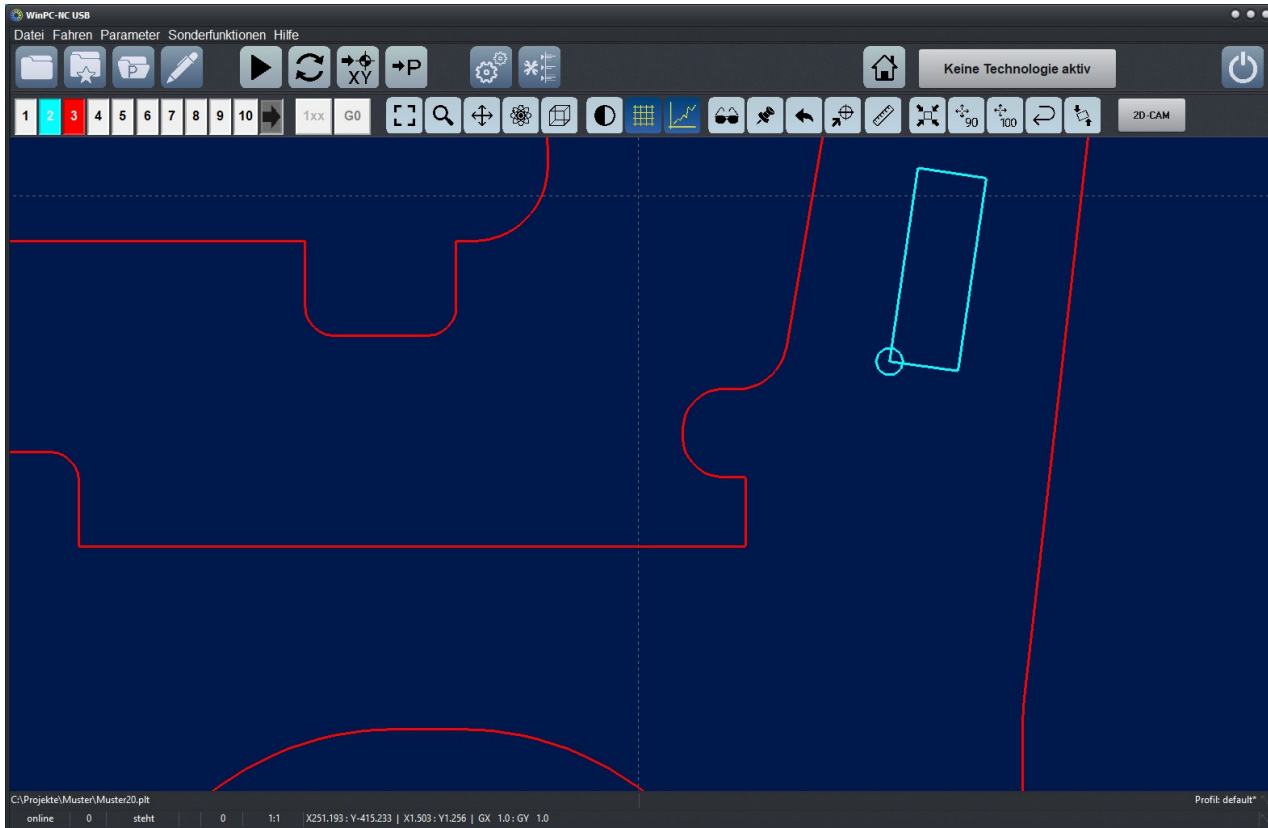 WinPC-NC USB
Datei Fahren Parameter Sonderfunktionen Hilfe
P XY P Keine Technologie aktiv
1 2 3 4 5 6 7 8 9 10 1xx G0 90 100 2D-CAM
C:\Projekte\Muster\Muster20.plt Profil: default*
online 0 steht 0 1:1 X251.193 : Y-415.233 | X1.503 : Y1.256 | GX 1.0 : GY 1.0